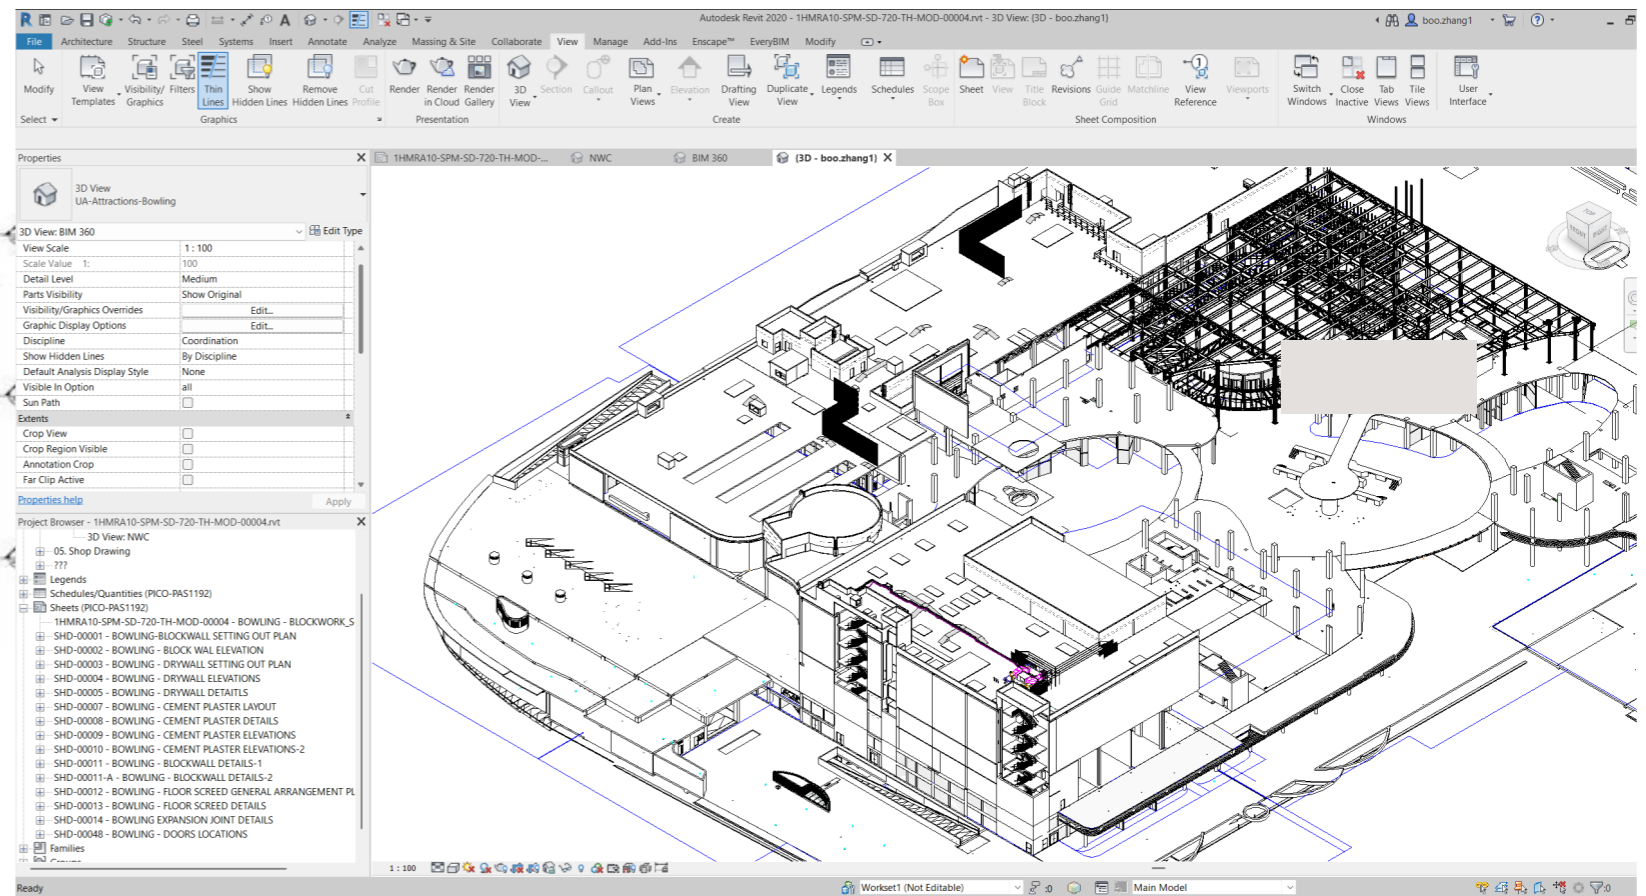 Autodesk Revit 2020 - 1HMRA10-SPM-SD-720-TH-MOD-00004.rvt - 3D View: {3D - boo.zhang1}
boo.zhang1
File Architecture Structure Steel Systems Insert Annotate Analyze Massing & Site Collaborate View Manage Add-Ins Enscape™ EveryBIM Modify
Modify
View Templates
Visibility/ Graphics
Filters
Thin Lines
Show Hidden Lines
Remove Hidden Lines
Cut Profile
Render
Render in Cloud
Render Gallery
3D View
Section
Callout
Plan Views
Elevation
Drafting View
Duplicate View
Legends
Schedules
Scope Box
Sheet
View
Title Block
Revisions
Guide Grid
Matchline
View Reference
Viewports
Switch Windows
Close Inactive
Tab Views
Tile Views
User Interface
Select Graphics Presentation Create Sheet Composition Windows
Properties
1HMRA10-SPM-SD-720-TH-MOD-... NWC BIM 360 {3D - boo.zhang1}
3D View
UA-Attractions-Bowling
3D View: BIM 360 Edit Type
View Scale 1 : 100
Scale Value 1: 100
Detail Level Medium
Parts Visibility Show Original
Visibility/Graphics Overrides Edit...
Graphic Display Options Edit...
Discipline Coordination
Show Hidden Lines By Discipline
Default Analysis Display Style None
Visible In Option all
Sun Path
Extents
Crop View
Crop Region Visible
Annotation Crop
Far Clip Active
Properties help Apply
Project Browser - 1HMRA10-SPM-SD-720-TH-MOD-00004.rvt
3D View: NWC
05. Shop Drawing
???
Legends
Schedules/Quantities (PICO-PAS1192)
Sheets (PICO-PAS1192)
1HMRA10-SPM-SD-720-TH-MOD-00004 - BOWLING - BLOCKWORK_S
SHD-00001 - BOWLING-BLOCKWALL SETTING OUT PLAN
SHD-00002 - BOWLING - BLOCK WAL ELEVATION
SHD-00003 - BOWLING - DRYWALL SETTING OUT PLAN
SHD-00004 - BOWLING - DRYWALL ELEVATIONS
SHD-00005 - BOWLING - DRYWALL DETAITLS
SHD-00007 - BOWLING - CEMENT PLASTER LAYOUT
SHD-00008 - BOWLING - CEMENT PLASTER DETAILS
SHD-00009 - BOWLING - CEMENT PLASTER ELEVATIONS
SHD-00010 - BOWLING - CEMENT PLASTER ELEVATIONS-2
SHD-00011 - BOWLING - BLOCKWALL DETAILS-1
SHD-00011-A - BOWLING - BLOCKWALL DETAILS-2
SHD-00012 - BOWLING - FLOOR SCREED GENERAL ARRANGEMENT PL
SHD-00013 - BOWLING - FLOOR SCREED DETAILS
SHD-00014 - BOWLING EXPANSION JOINT DETAILS
SHD-00048 - BOWLING - DOORS LOCATIONS
Families
TOP
FRONT
RIGHT
1 : 100
Ready
Workset1 (Not Editable) :0 Main Model :0